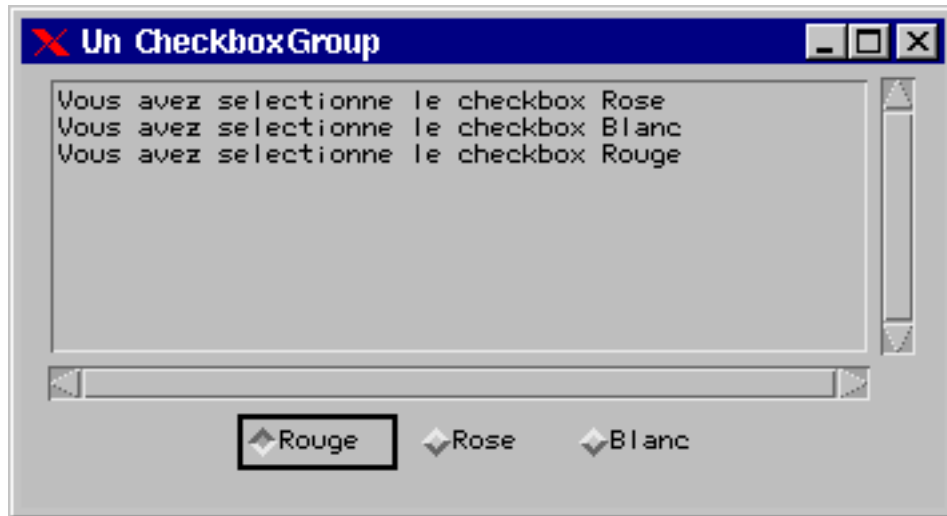 Un CheckboxGroup
Vous avez selectionne le checkbox Rose
Vous avez selectionne le checkbox Blanc
Vous avez selectionne le checkbox Rouge
Rouge Rose Blanc